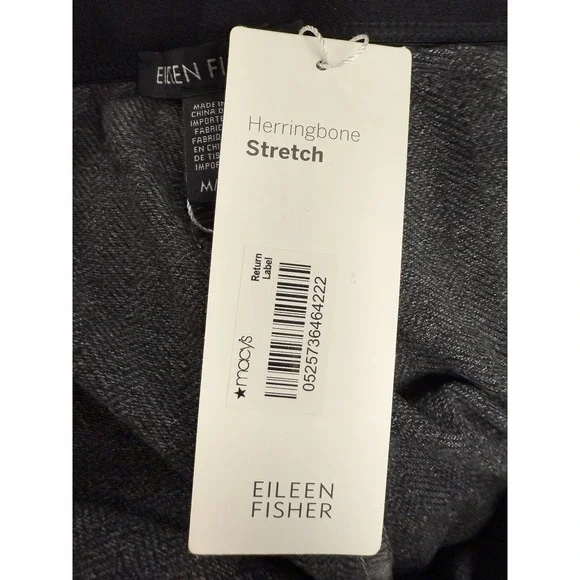 EILEEN FI
MADE IN
CHINA O
IMPORTE
FABRIC
FABRIQ
EN CHI
DE TIS
IMPOR
M/
Herringbone
Stretch
Return
Label
★macy's
0525736464222
EILEEN
FISHER